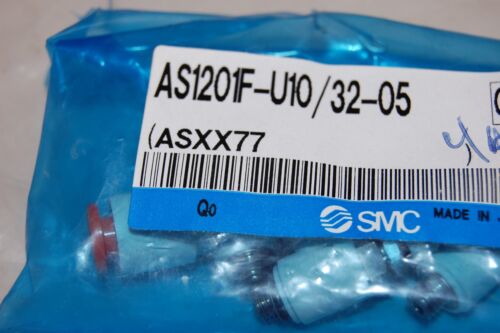 AS1201F-U10/32-05
(ASXX77
Q0
SMC
MADE IN